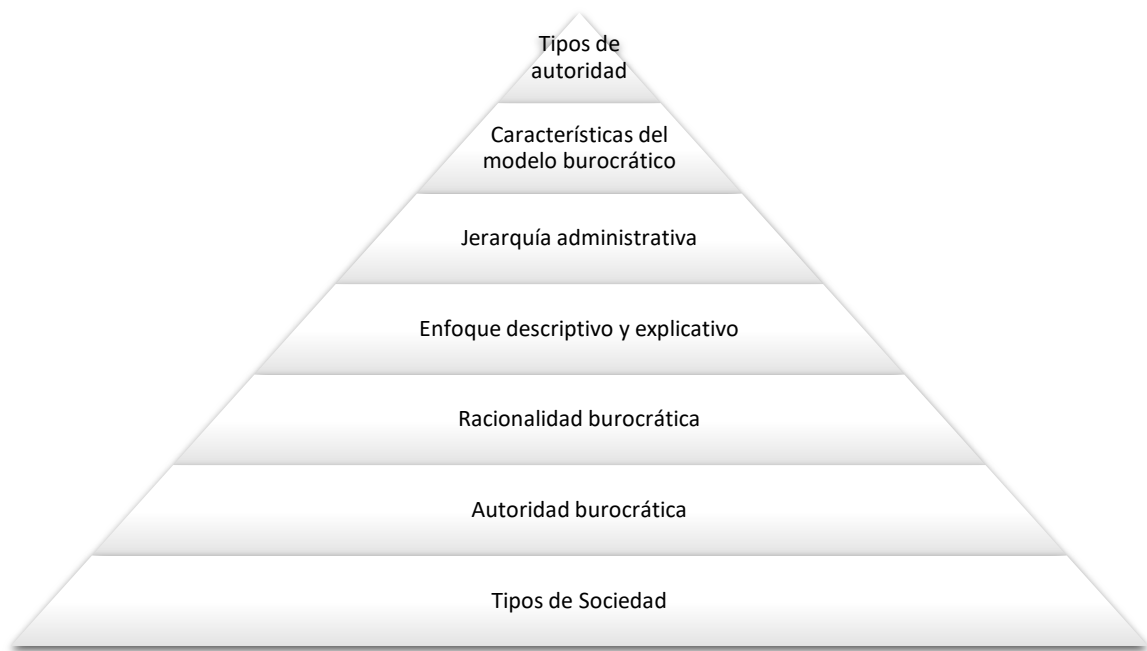 Tipos de
autoridad
Características del
modelo burocrático
Jerarquía administrativa
Enfoque descriptivo y explicativo
Racionalidad burocrática
Autoridad burocrática
Tipos de Sociedad